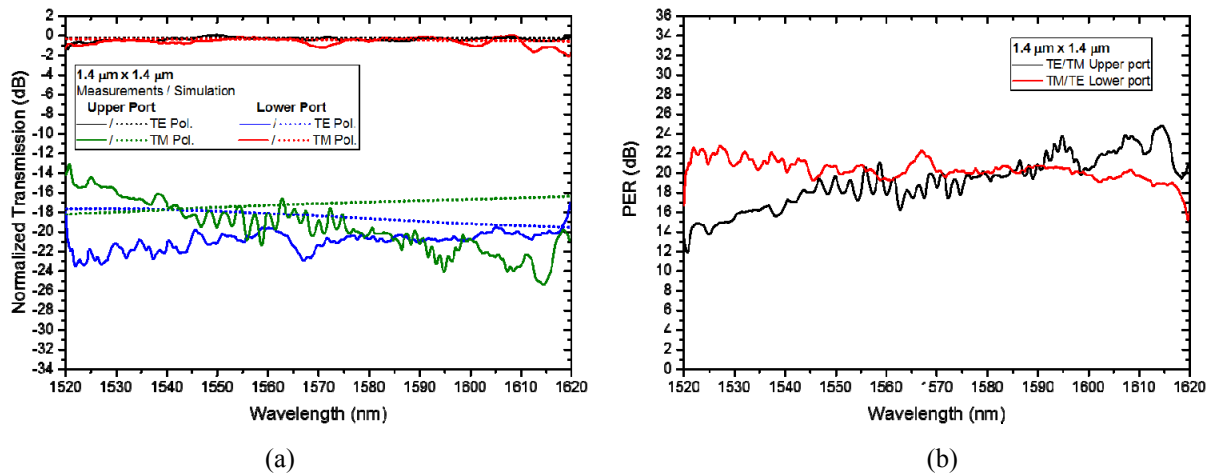 2
0
-2
-4
-6
-8
-10
-12
-14
-16
-18
-20
-22
-24
-26
-28
-30
-32
-34
Normalized Transmission (dB)
1.4 μm x 1.4 μm
Measurements / Simulation
Upper Port Lower Port
/ TE Pol. / TE Pol.
/ TM Pol. / TM Pol.
1520 1530 1540 1550 1560 1570 1580 1590 1600 1610 1620
Wavelength (nm)
(a)
36
34
32
30
28
26
24
22
20
18
16
14
12
10
8
6
4
2
0
PER (dB)
1.4 μm x 1.4 μm
TE/TM Upper port
TM/TE Lower port
1520 1530 1540 1550 1560 1570 1580 1590 1600 1610 1620
Wavelength (nm)
(b)